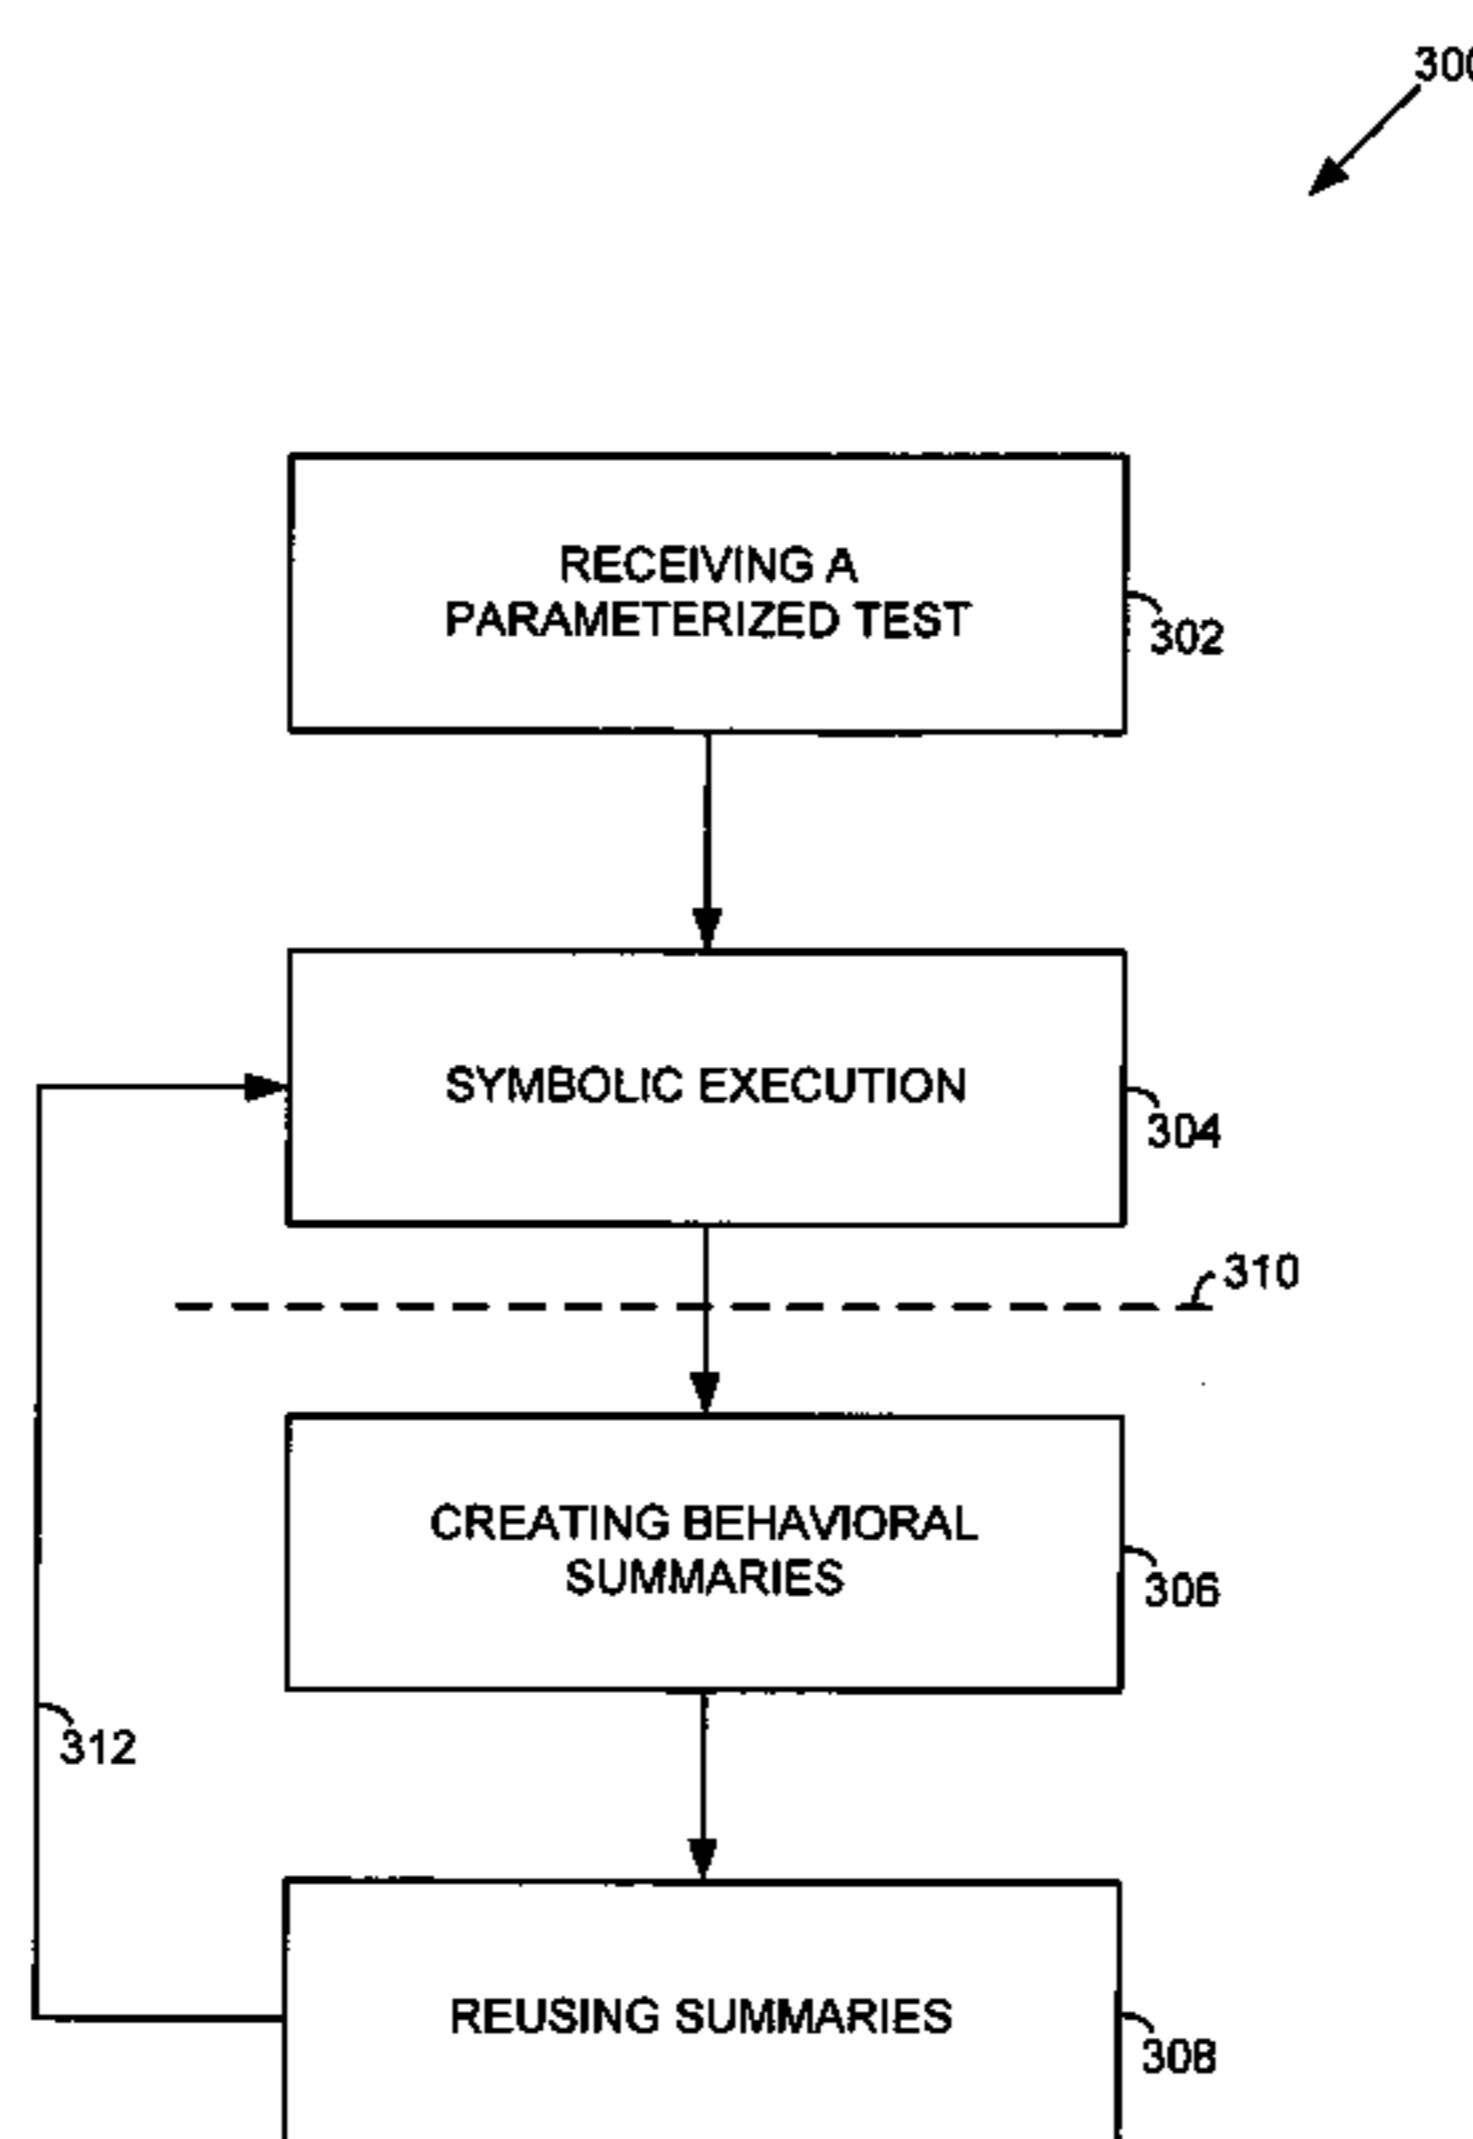 300
RECEIVING A
PARAMETERIZED TEST
302
SYMBOLIC EXECUTION
304
310
CREATING BEHAVIORAL
SUMMARIES
306
312
REUSING SUMMARIES
308